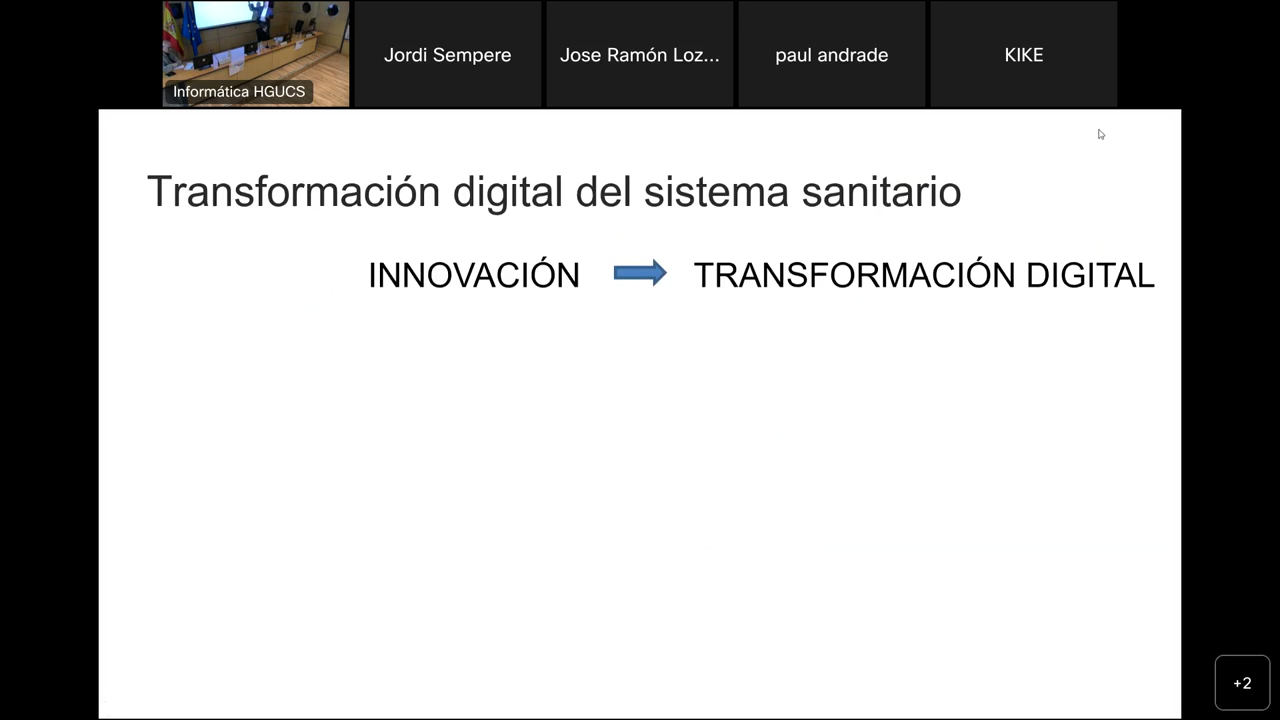 Informática HGUCS
Jordi Sempere
Jose Ramón Loz...
paul andrade
KIKE
Transformación digital del sistema sanitario
INNOVACIÓN TRANSFORMACIÓN DIGITAL
+2